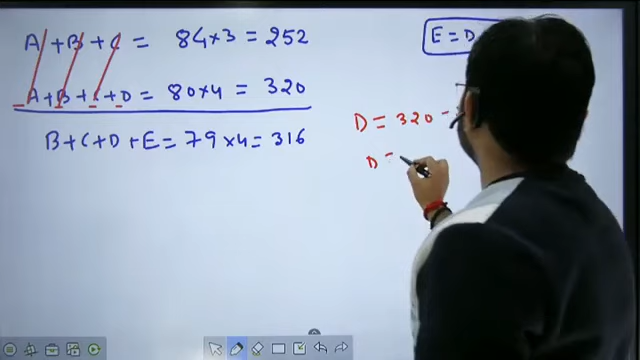 A + B + C = 84×3 = 252
E = D
A + B + C + D = 80×4 = 320
D = 320 -
B + C + D + E = 79×4 = 316
D =